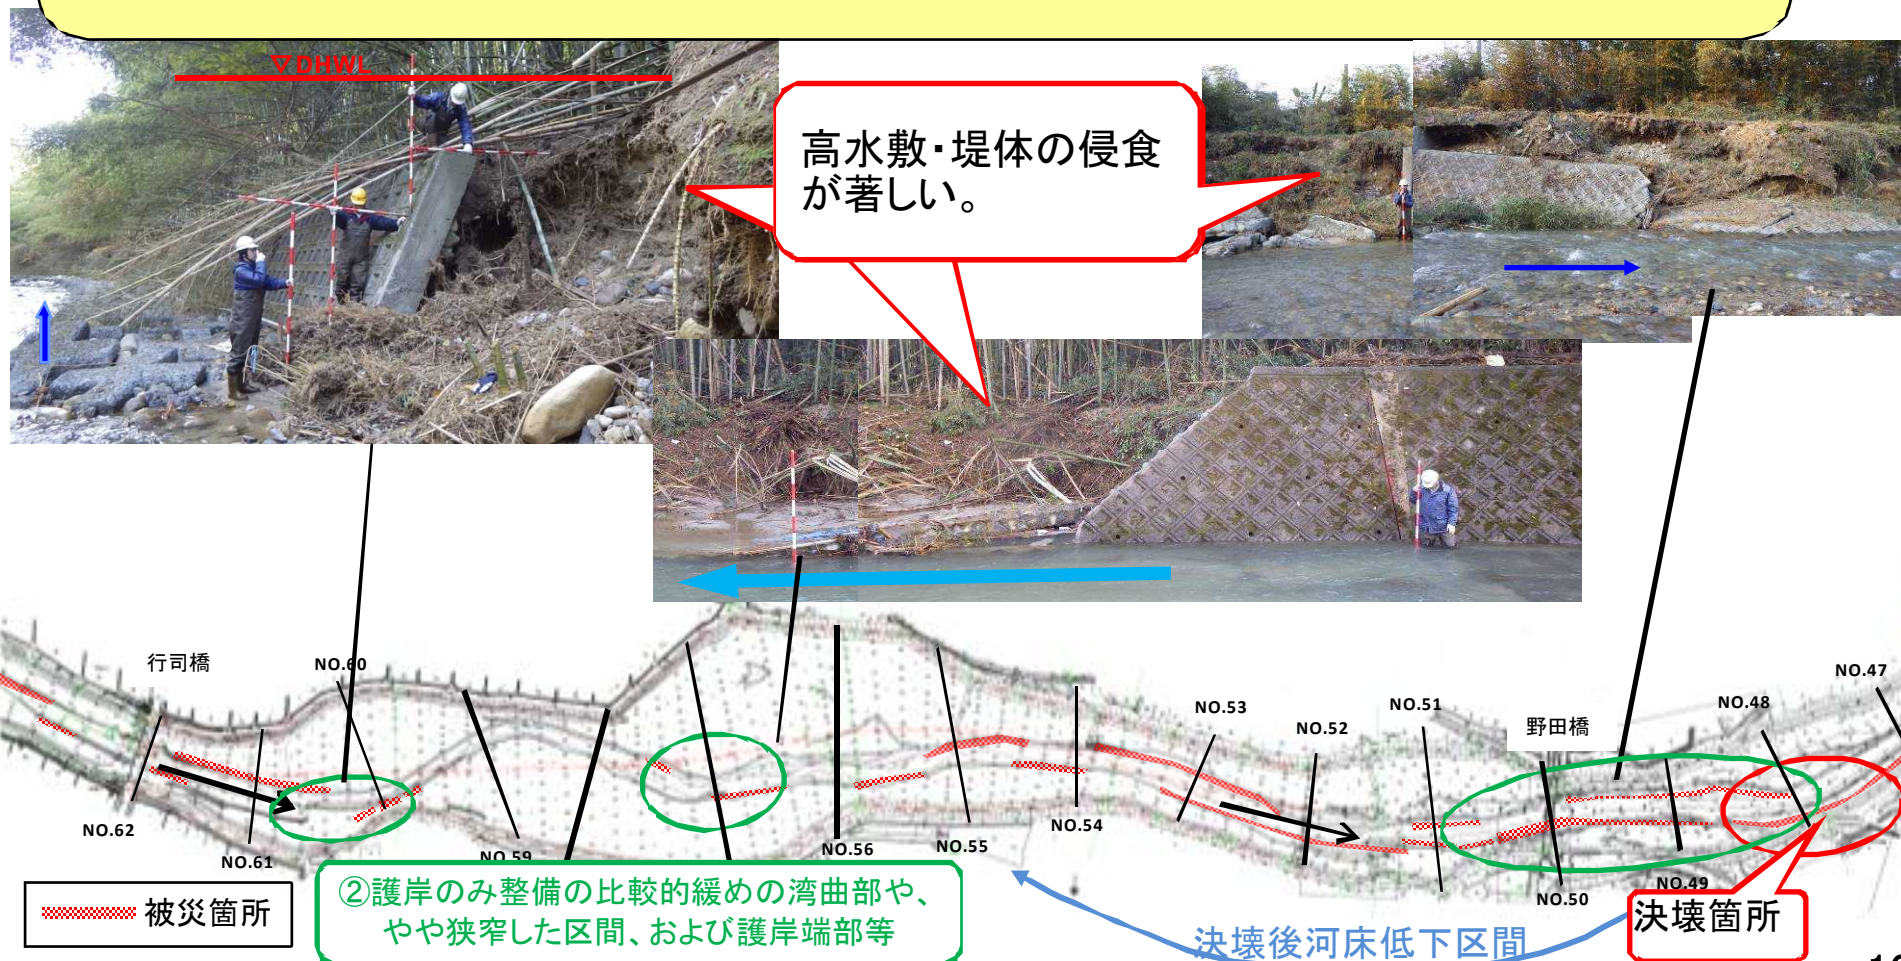 ▽DHWL
高水敷・堤体の侵食
が著しい。
行司橋
NO.60
NO.62
NO.61
NO.59
NO.56
NO.55
NO.54
NO.53
NO.52
NO.51
野田橋
NO.50
NO.49
NO.48
NO.47
被災箇所
②護岸のみ整備の比較的緩めの湾曲部や、
やや狭窄した区間、および護岸端部等
決壊後河床低下区間
決壊箇所